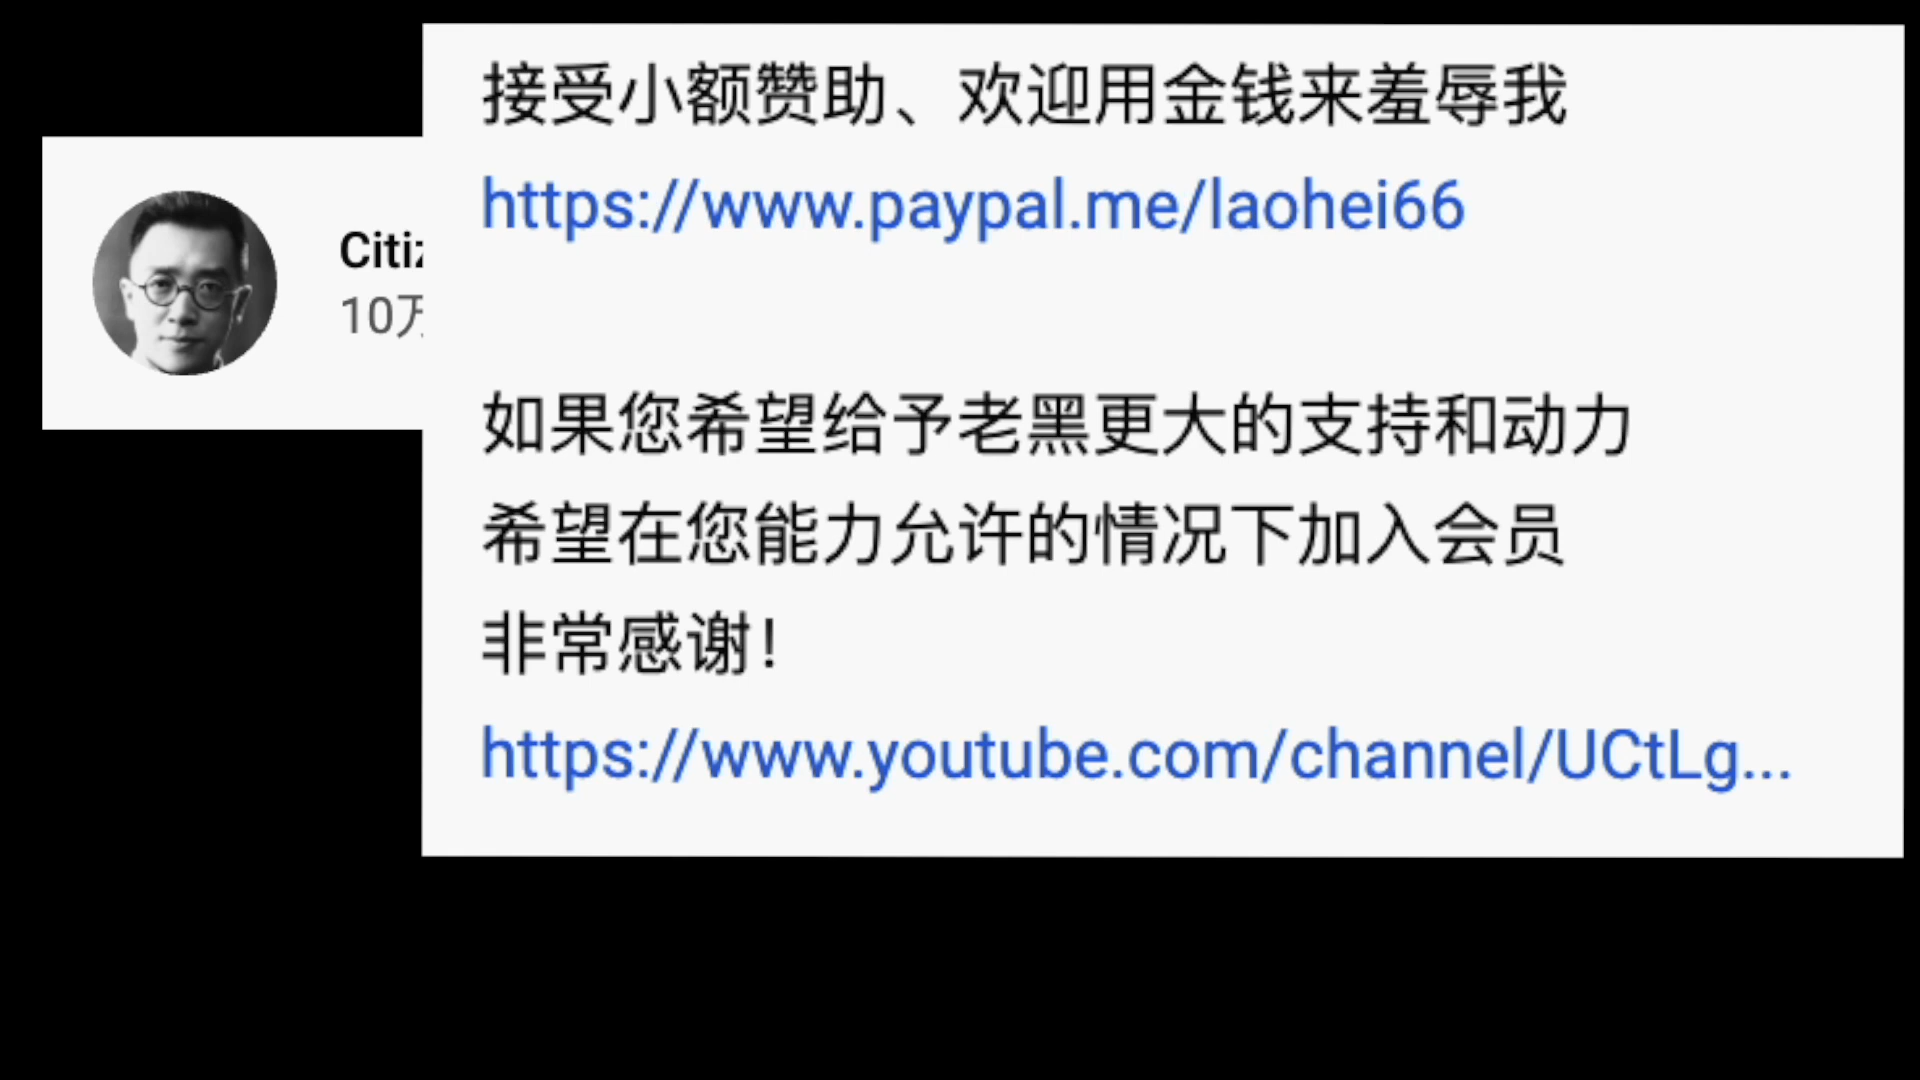 接受小额赞助、欢迎用金钱来羞辱我
https://www.paypal.me/laohei66
如果您希望给予老黑更大的支持和动力
希望在您能力允许的情况下加入会员
非常感谢！
https://www.youtube.com/channel/UCtLg...
Citi
10万